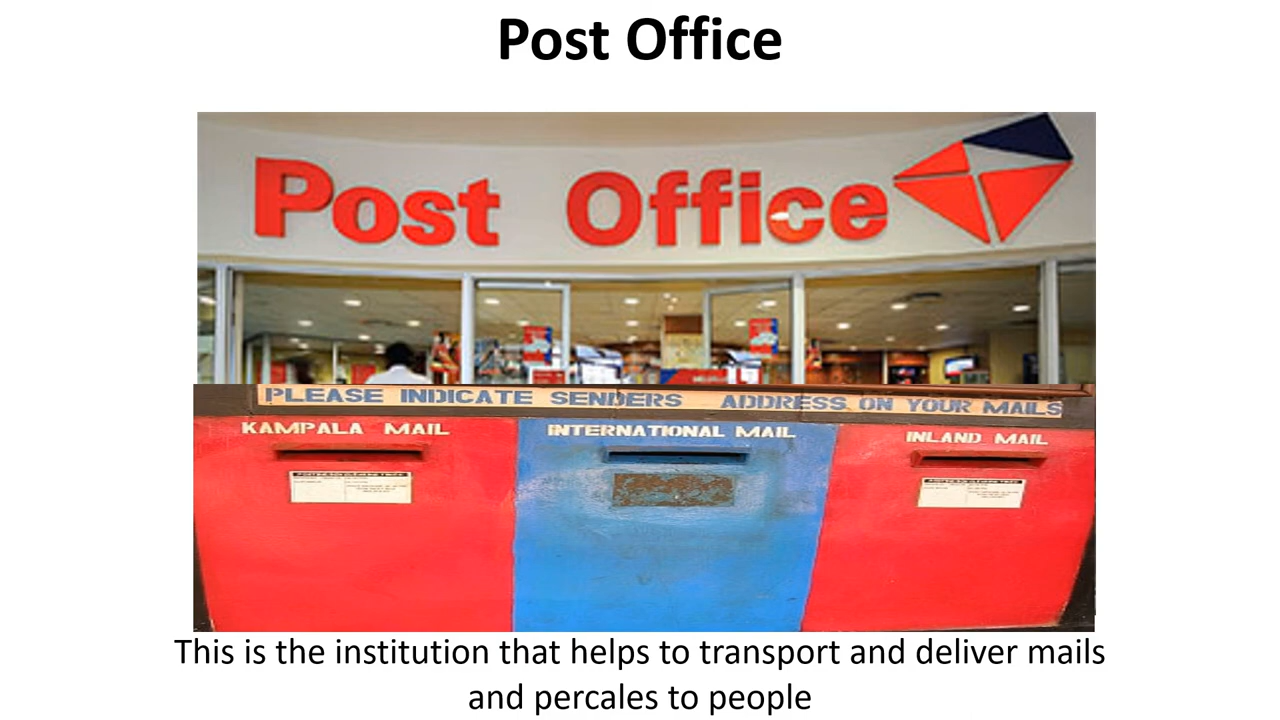 Post Office
Post Office
PLEASE INDICATE SENDERS ADDRESS ON YOUR MAILS
KAMPALA MAIL
INTERNATIONAL MAIL
INLAND MAIL
This is the institution that helps to transport and deliver mails
and percales to people